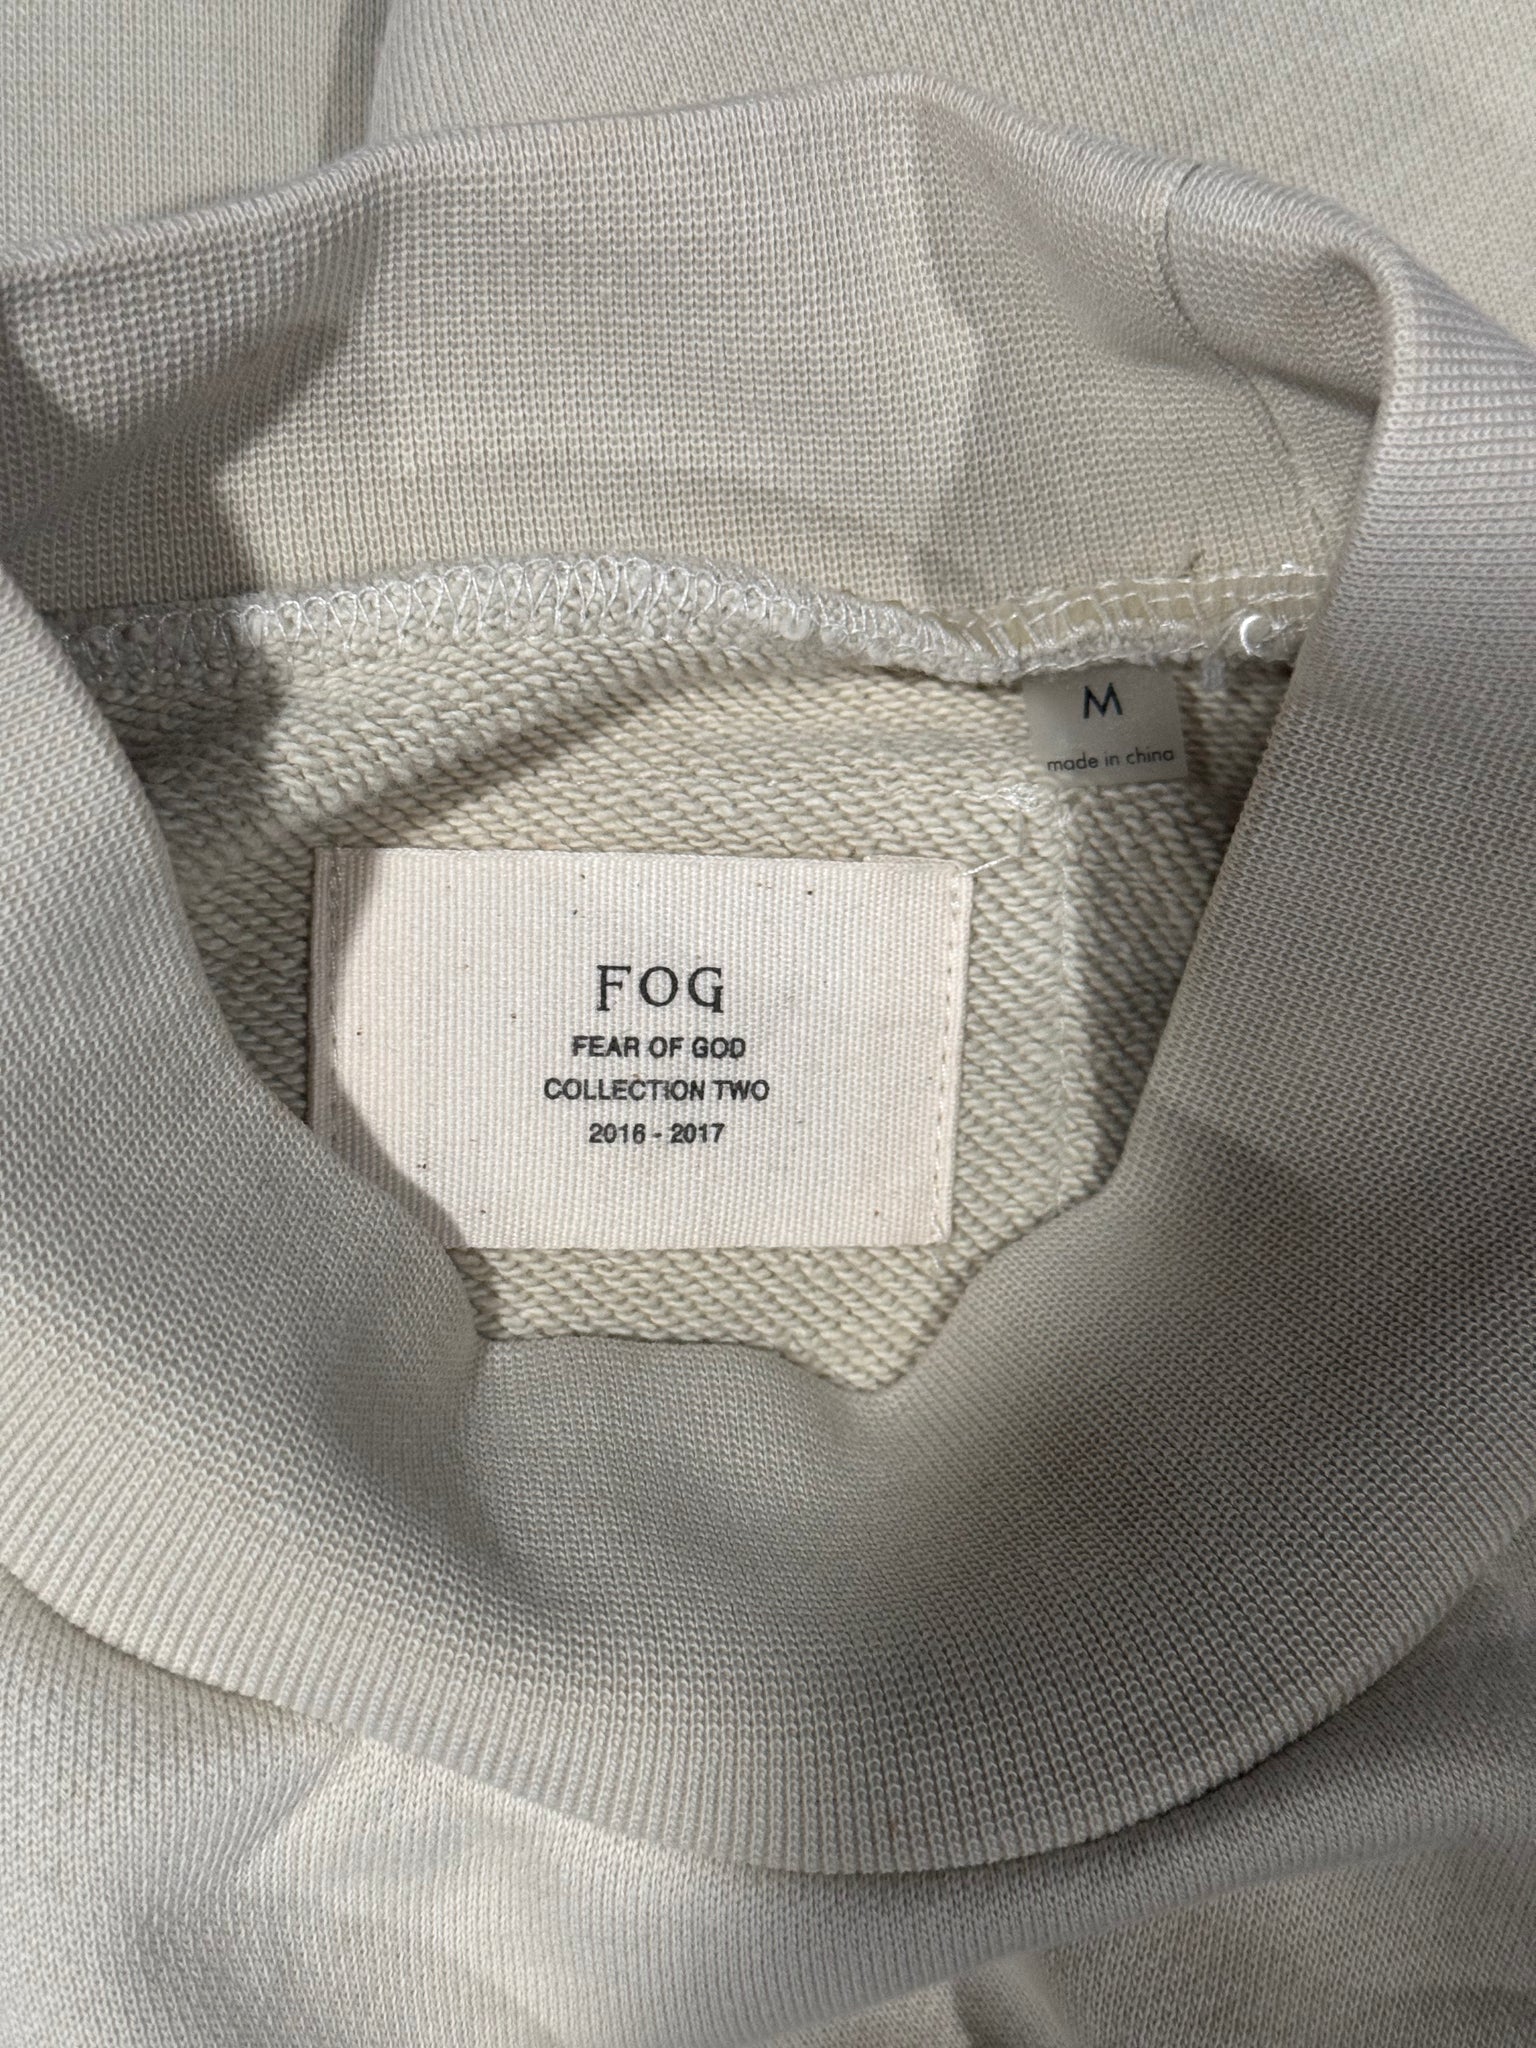 M
made in china
FOG
FEAR OF GOD
COLLECTION TWO
2016 - 2017